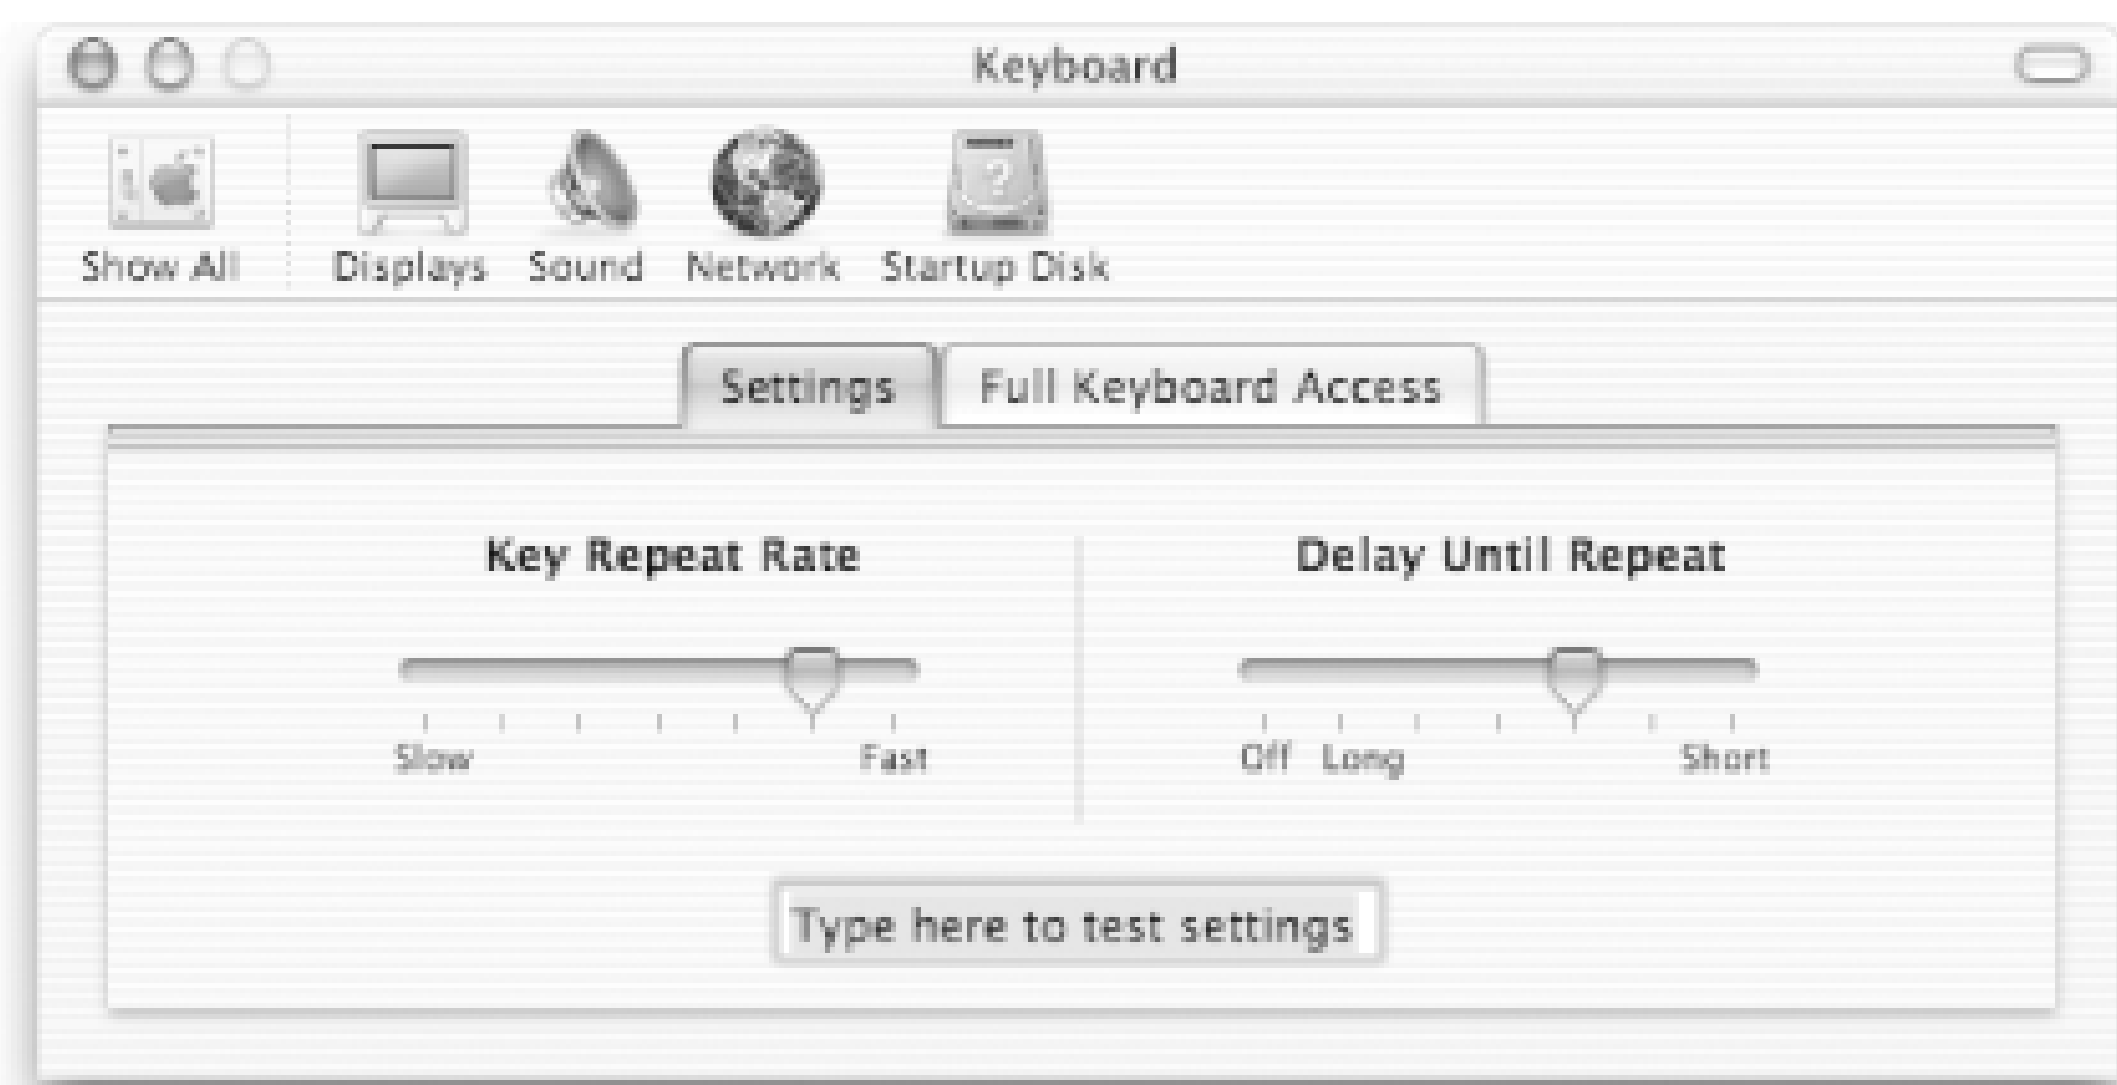 Keyboard
Show All Displays Sound Network Startup Disk
Settings Full Keyboard Access
Key Repeat Rate Delay Until Repeat
Slow Fast Off Long Short
Type here to test settings